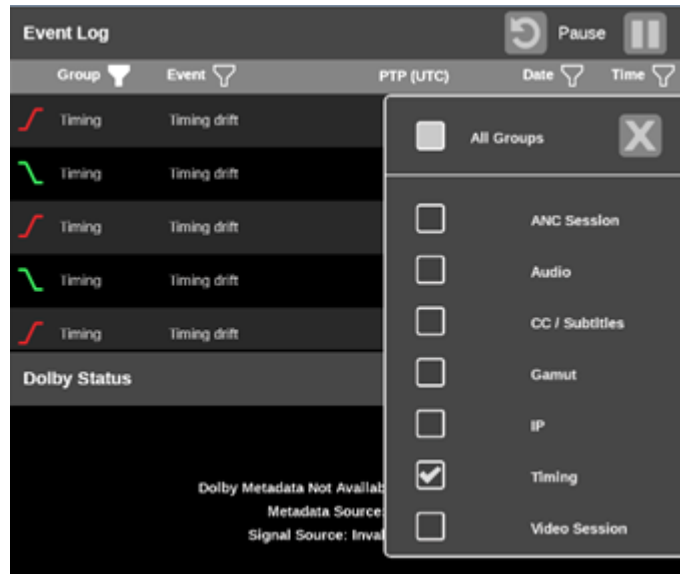 Event Log Pause
Group Event PTP (UTC) Date Time
Timing Timing drift
Timing Timing drift
Timing Timing drift
Timing Timing drift
Timing Timing drift
All Groups
ANC Session
Audio
CC / Subtitles
Gamut
IP
Timing
Video Session
Dolby Status
Dolby Metadata Not Availab
Metadata Source:
Signal Source: Inval